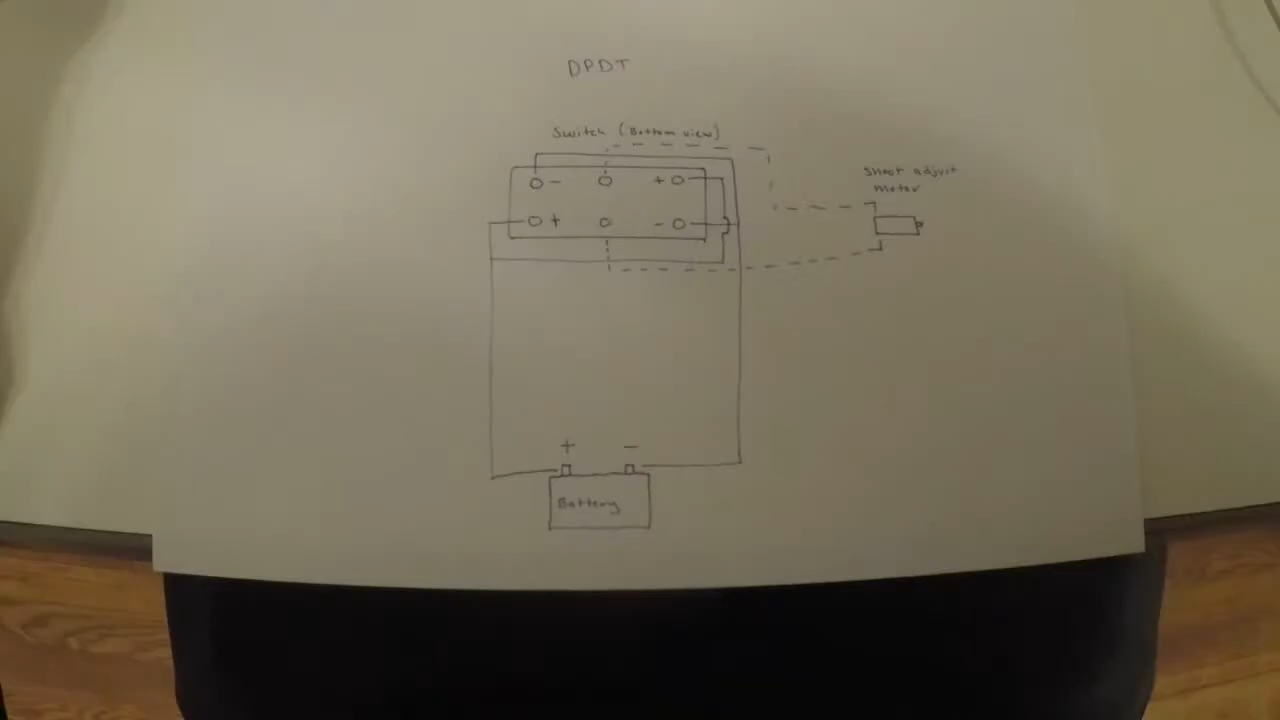 DPDT
Switch (Bottom view)
- +
+ -
Shoot adjust
motor
+ -
Battery